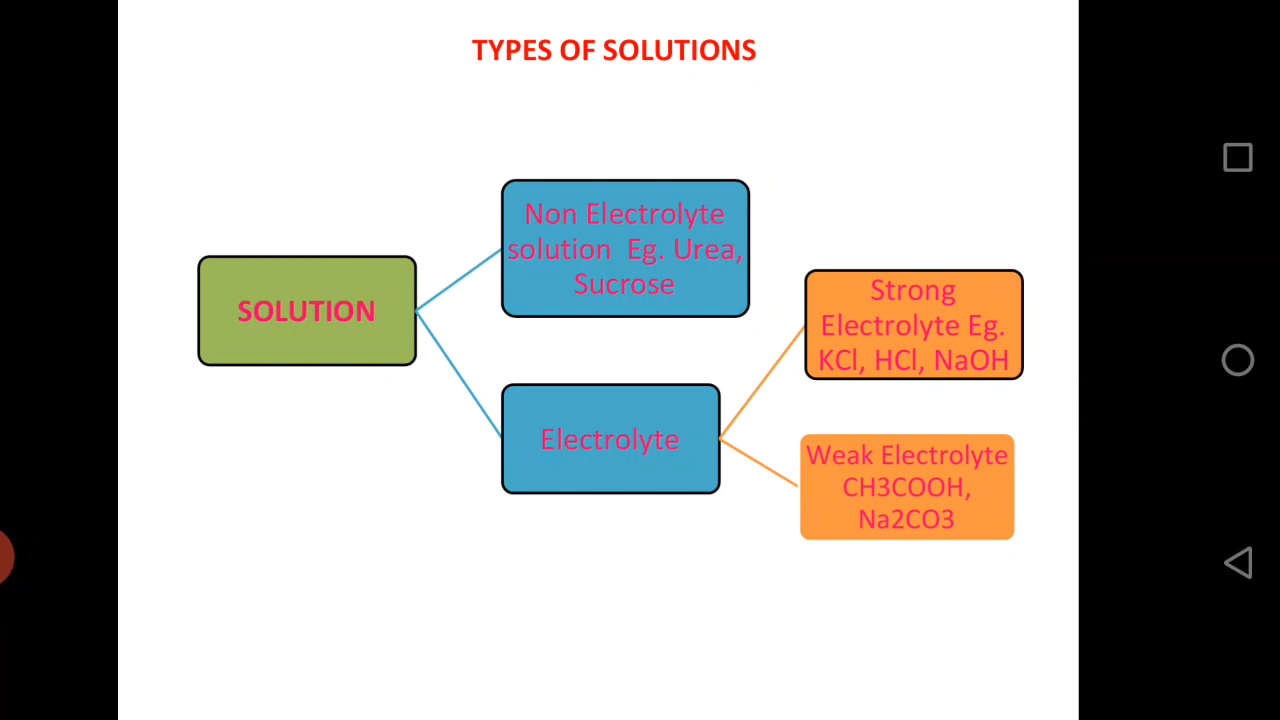 TYPES OF SOLUTIONS
SOLUTION
Non Electrolyte
solution Eg. Urea,
Sucrose
Electrolyte
Strong
Electrolyte Eg.
KCl, HCl, NaOH
Weak Electrolyte
CH3COOH,
Na2CO3